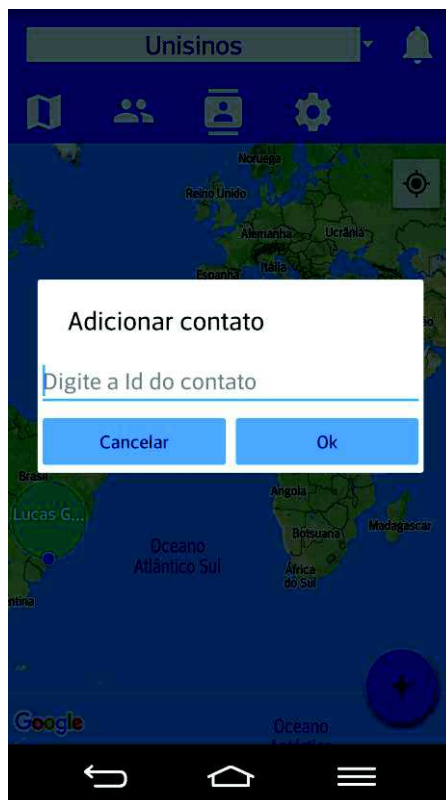 Unisinos
Noruega
Reino Unido
Alemanha
Ucrânia
Espanha
Itália
Adicionar contato
Digite a Id do contato
Cancelar
Ok
Brasil
Angola
Lucas G...
Botsuana
Madagascar
Oceano
Atlântico Sul
África
do Sul
Google
Oceano